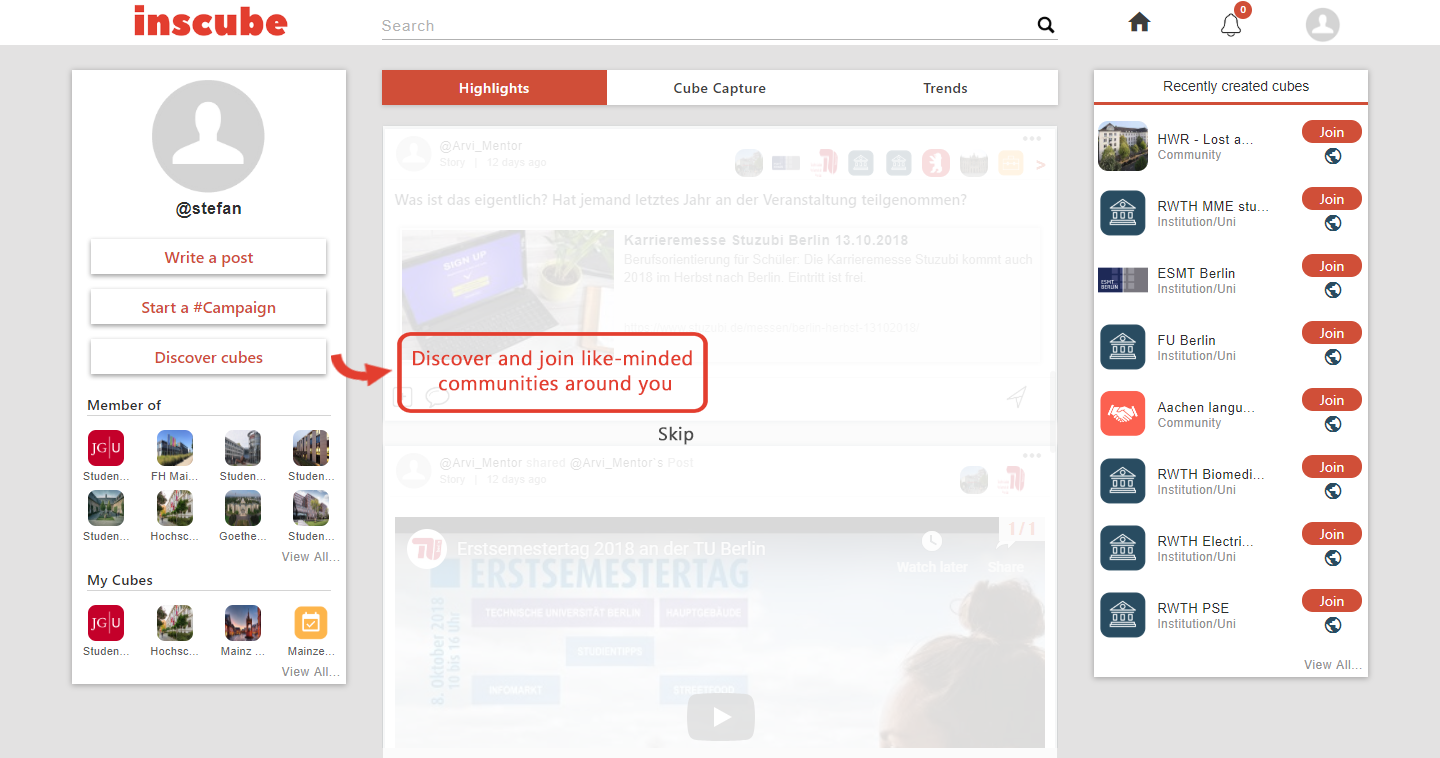 inscube
Search
0
@stefan
Write a post
Start a #Campaign
Discover cubes
Member of
JG|U
Studen...
FH Mai...
Studen...
Studen...
Studen...
Hochsc...
Goethe...
Studen...
View All...
My Cubes
JG|U
Studen...
Hochsc...
Mainz ...
Mainze...
View All...
Highlights
Cube Capture
Trends
@Arvi_Mentor
Story | 12 days ago
Was ist das eigentlich? Hat jemand letztes Jahr an der Veranstaltung teilgenommen?
SIGN UP
Karrieremesse Stuzubi Berlin 13.10.2018
Berufsorientierung für Schüler. Die Karrieremesse Stuzubi kommt auch
2018 im Herbst nach Berlin. Eintritt ist frei.
Discover and join like-minded
communities around you
Skip
@Arvi_Mentor shared @Arvi_Mentor`s Post
Story | 12 days ago
1 / 1
Erstsemestertag 2018 an der TU Berlin
Watch later
Share
ERSTSEMESTERTAG
8. Oktober 2018
10 bis 16 Uhr
TECHNISCHE UNIVERSITÄT BERLIN
HAUPTGEBÄUDE
STUDIENTIPPS
INFOMARKT
STREETFOOD
Recently created cubes
HWR - Lost a...
Community
Join
RWTH MME stu...
Institution/Uni
Join
ESMT
BERLIN
ESMT Berlin
Institution/Uni
Join
FU Berlin
Institution/Uni
Join
Aachen langu...
Community
Join
RWTH Biomedi...
Institution/Uni
Join
RWTH Electri...
Institution/Uni
Join
RWTH PSE
Institution/Uni
Join
View All...